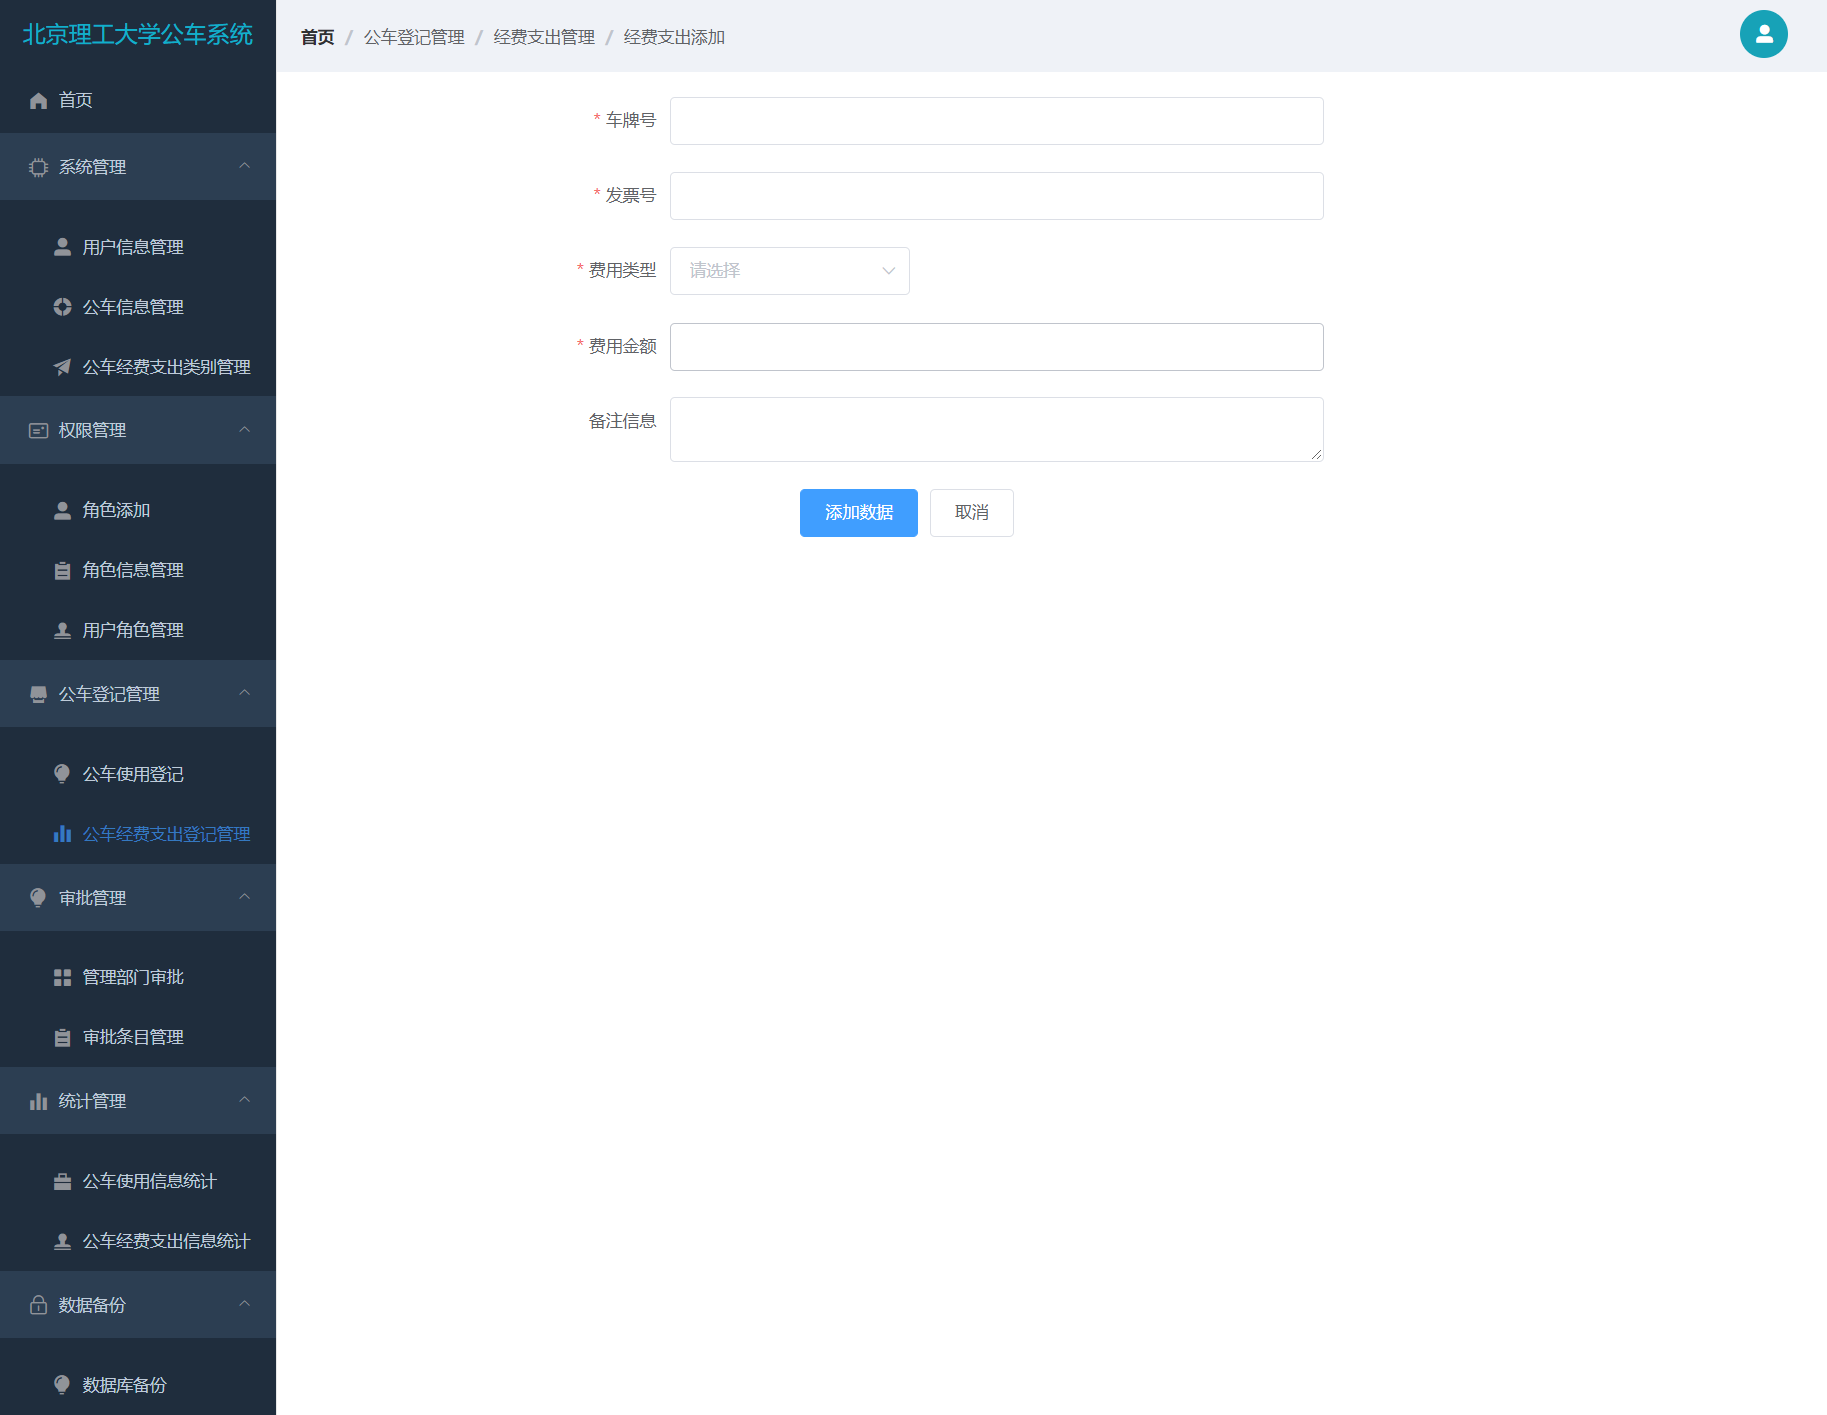 北京理工大学公车系统
首页
系统管理
用户信息管理
公车信息管理
公车经费支出类别管理
权限管理
角色添加
角色信息管理
用户角色管理
公车登记管理
公车使用登记
公车经费支出登记管理
审批管理
管理部门审批
审批条目管理
统计管理
公车使用信息统计
公车经费支出信息统计
数据备份
数据库备份
首页 / 公车登记管理 / 经费支出管理 / 经费支出添加
* 车牌号
* 发票号
* 费用类型 请选择
* 费用金额
备注信息
添加数据 取消